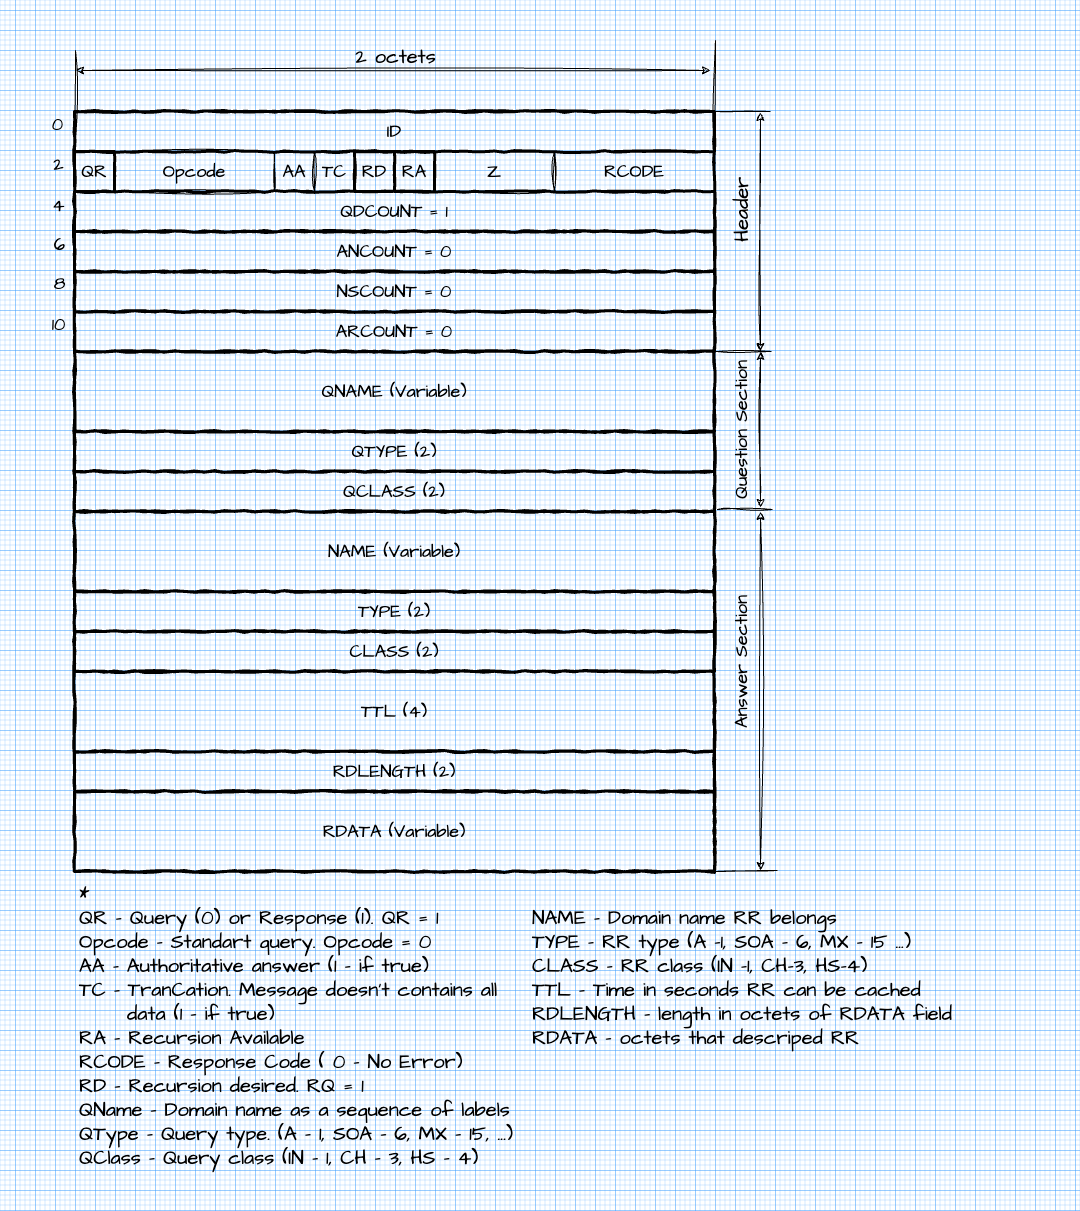 2 octets
0
ID
2
QR Opcode AA TC RD RA Z RCODE
4
QDCOUNT = 1
6
ANCOUNT = 0
8
NSCOUNT = 0
10
ARCOUNT = 0
Header
QNAME (Variable)
QTYPE (2)
QCLASS (2)
Question Section
NAME (Variable)
TYPE (2)
CLASS (2)
TTL (4)
RDLENGTH (2)
RDATA (Variable)
Answer Section
*
QR - Query (0) or Response (1). QR = 1
Opcode - Standart query. Opcode = 0
AA - Authoritative answer (1 - if true)
TC - TranCation. Message doesn't contains all
data (1 - if true)
RA - Recursion Available
RCODE - Response Code ( 0 - No Error)
RD - Recursion desired. RQ = 1
QName - Domain name as a sequence of labels
QType - Query type. (A - 1, SOA - 6, MX - 15, ...)
QClass - Query class (IN - 1, CH - 3, HS - 4)
NAME - Domain name RR belongs
TYPE - RR type (A -1, SOA - 6, MX - 15 ...)
CLASS - RR class (IN -1, CH-3, HS-4)
TTL - Time in seconds RR can be cached
RDLENGTH - length in octets of RDATA field
RDATA - octets that descriped RR